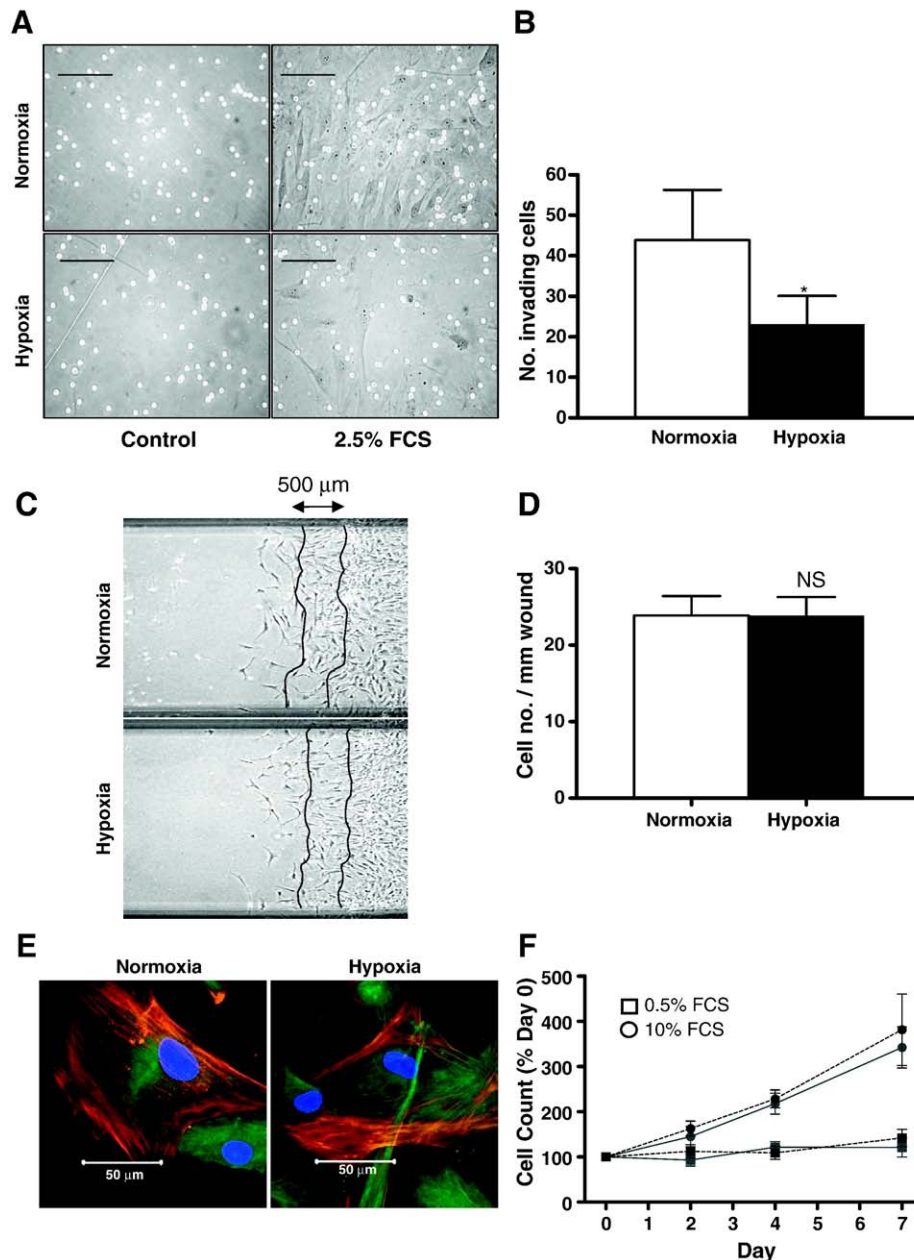 A
Normoxia
Hypoxia
Control
2.5% FCS
B
No. invading cells
60
50
40
30
20
10
0
*
Normoxia
Hypoxia
C
500 μm
Normoxia
Hypoxia
D
Cell no. / mm wound
30
20
10
0
NS
Normoxia
Hypoxia
E
Normoxia
Hypoxia
50 μm
50 μm
F
Cell Count (% Day 0)
500
400
300
200
100
0
0.5% FCS
10% FCS
0 1 2 3 4 5 6 7
Day